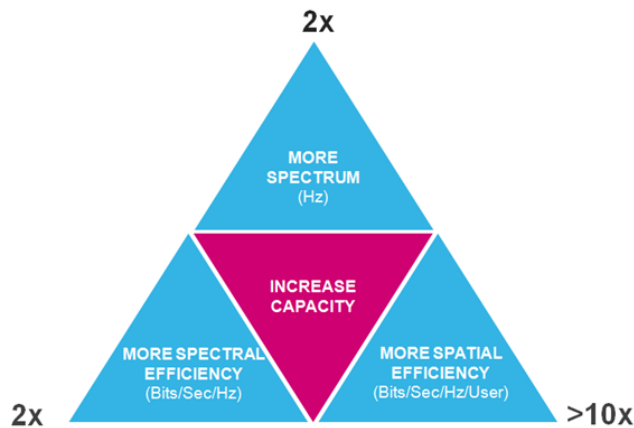 2x
MORE
SPECTRUM
(Hz)
INCREASE
CAPACITY
MORE SPECTRAL
EFFICIENCY
(Bits/Sec/Hz)
MORE SPATIAL
EFFICIENCY
(Bits/Sec/Hz/User)
2x
>10x